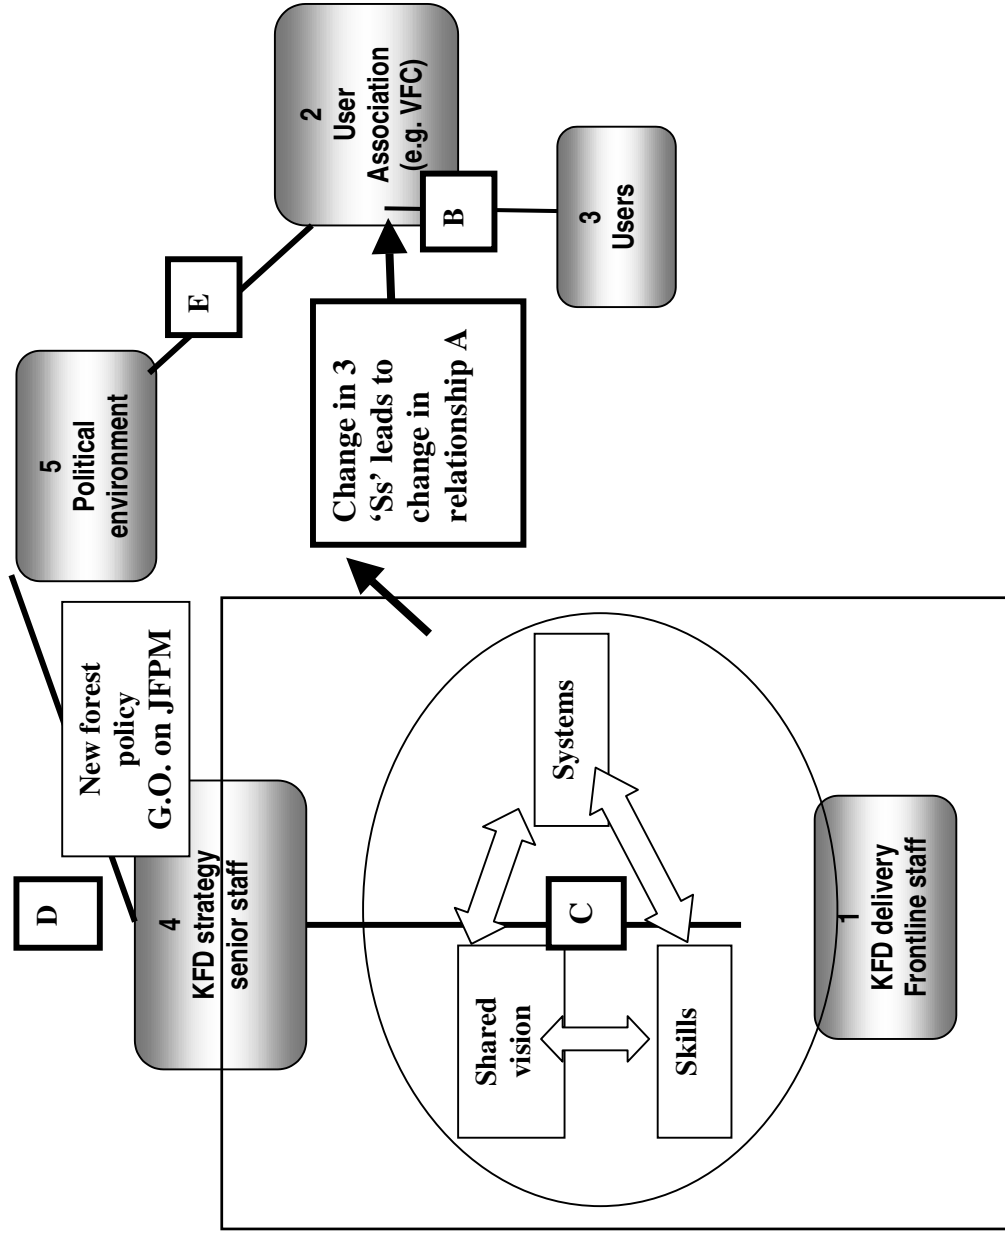 D
New forest
policy
G.O. on JFPM
4
KFD strategy
senior staff
5
Political
environment
E
2
User
Association
(e.g. VFC)
B
3
Users
Change in 3
‘Ss’ leads to
change in
relationship A
Shared
vision
Systems
C
Skills
1
KFD delivery
Frontline staff